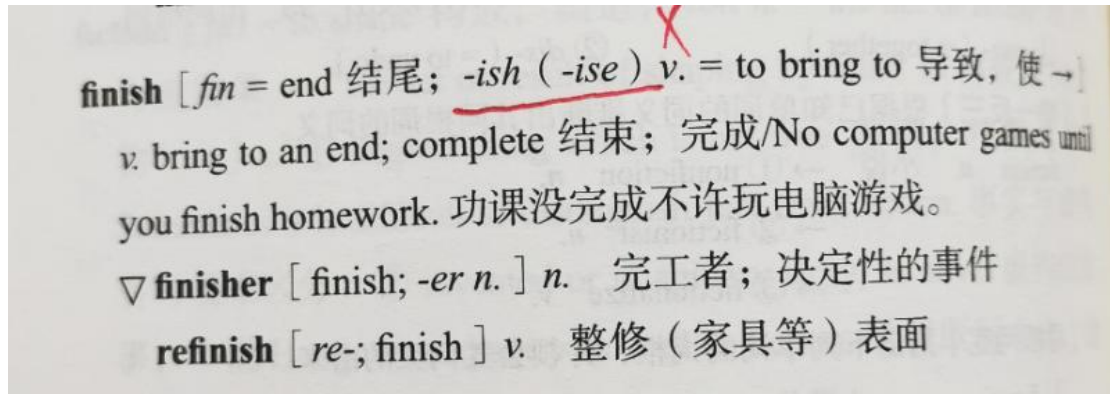 finish [ fin = end 结尾; -ish ( -ise ) v. = to bring to 导致, 使→]
v. bring to an end; complete 结束; 完成/No computer games until
you finish homework. 功课没完成不许玩电脑游戏。
▽ finisher [ finish; -er n. ] n. 完工者; 决定性的事件
refinish [ re-; finish ] v. 整修 ( 家具等 ) 表面